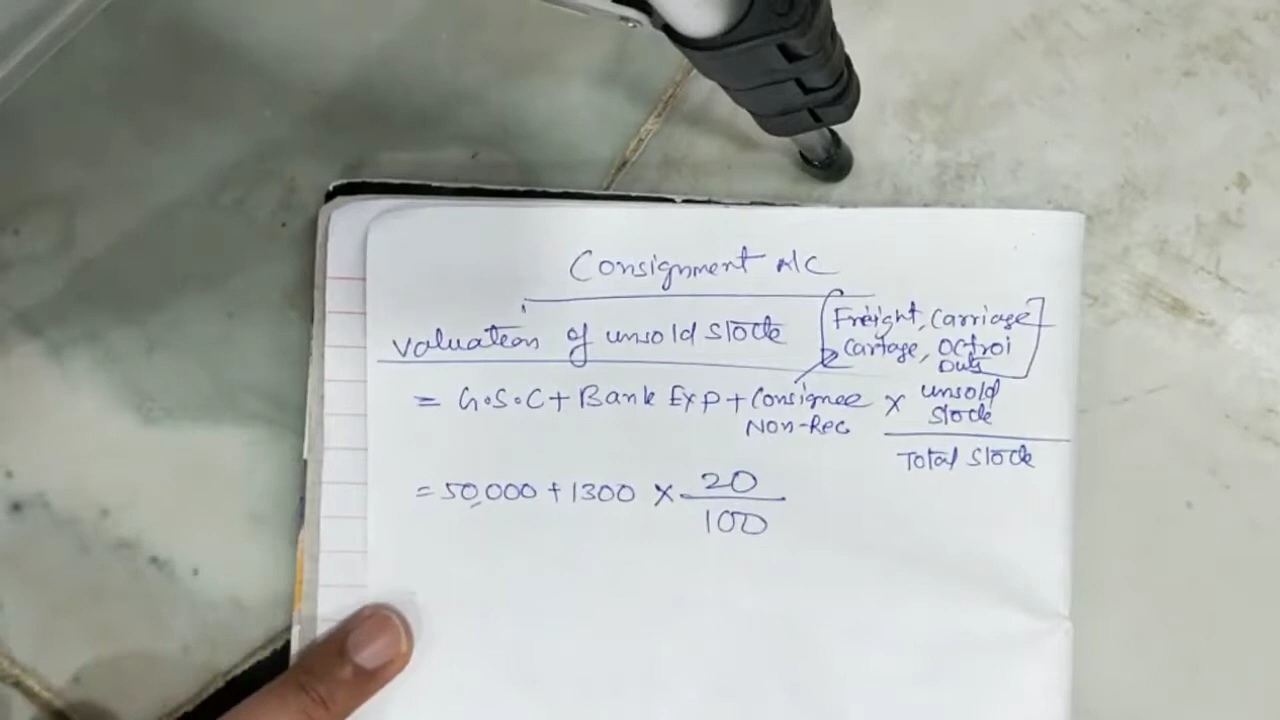 Consignment A/C
valuation of unsold stock
[Freight, Carriage
Cartage, Octroi
Duty]
= G.S.C + Bank Exp + Consignee × unsold stock
Non-Rec
Total stock
= 50,000 + 1300 × 20
100